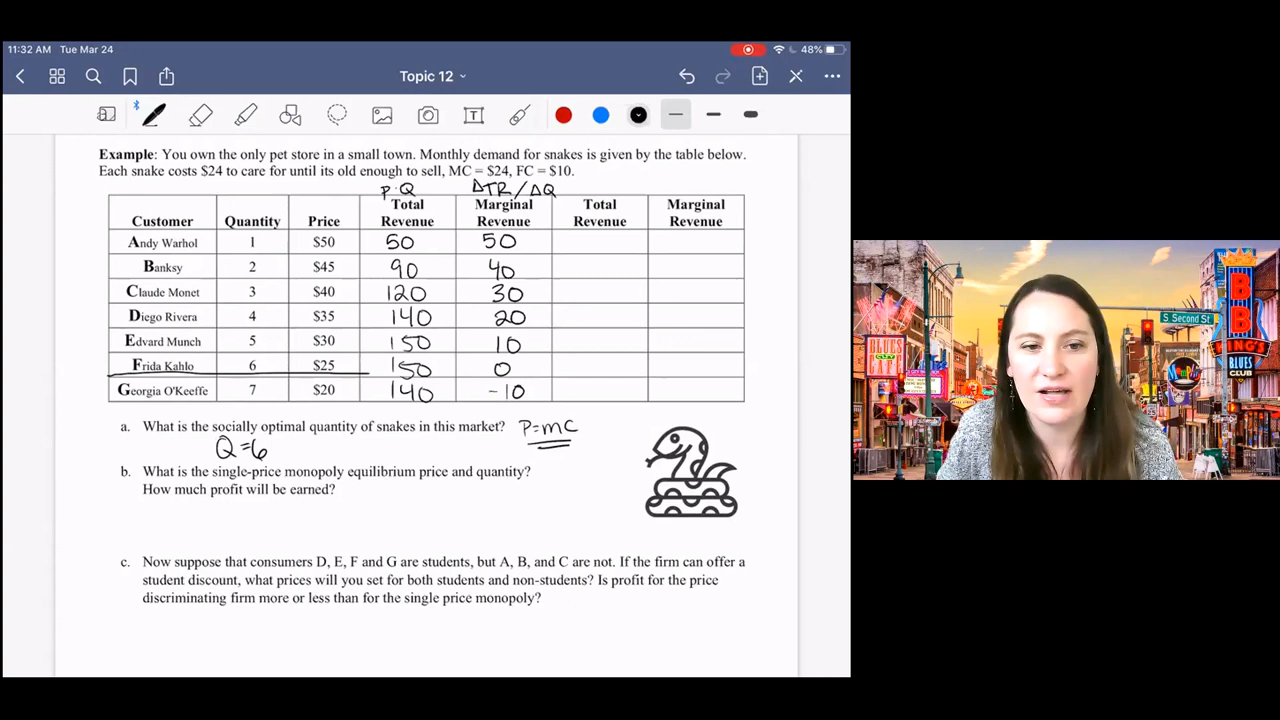 11:32 AM Tue Mar 24
48%
Topic 12
T
Example: You own the only pet store in a small town. Monthly demand for snakes is given by the table below.
Each snake costs $24 to care for until its old enough to sell, MC = $24, FC = $10.
P·Q ΔTR/ΔQ
Customer Quantity Price Total Revenue Marginal Revenue Total Revenue Marginal Revenue
Andy Warhol 1 $50 50 50
Banksy 2 $45 90 40
Claude Monet 3 $40 120 30
Diego Rivera 4 $35 140 20
Edvard Munch 5 $30 150 10
Frida Kahlo 6 $25 150 0
Georgia O'Keeffe 7 $20 140 -10
a. What is the socially optimal quantity of snakes in this market? P=mC
Q=6
b. What is the single-price monopoly equilibrium price and quantity?
How much profit will be earned?
c. Now suppose that consumers D, E, F and G are students, but A, B, and C are not. If the firm can offer a
student discount, what prices will you set for both students and non-students? Is profit for the price
discriminating firm more or less than for the single price monopoly?
S. Second St.
BLUES
CITY
CAFE
Memphis
BB
KING'S
BLUES
CLUB